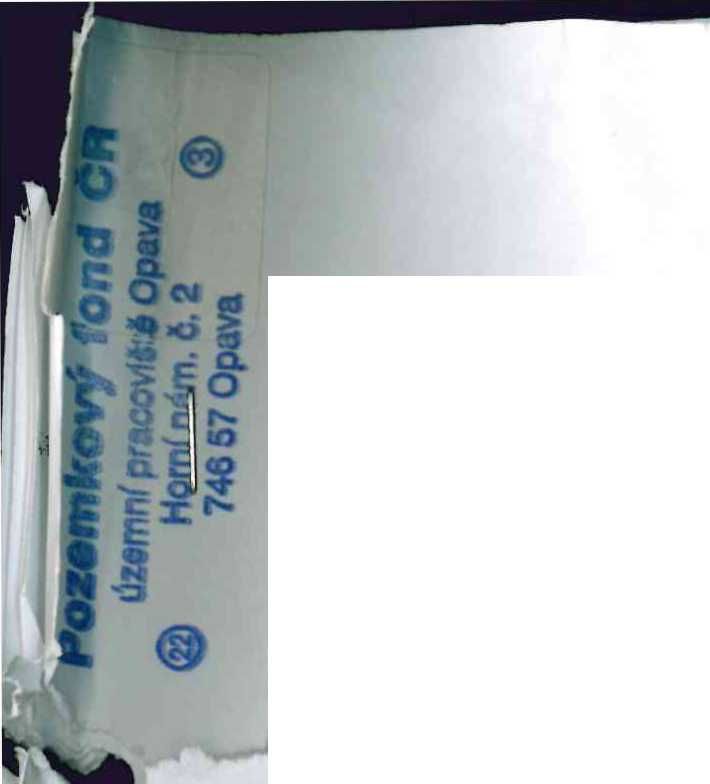 Pozemkový fond ČR
územní pracoviště Opava
Horní nám. č. 2
746 57 Opava
22
3